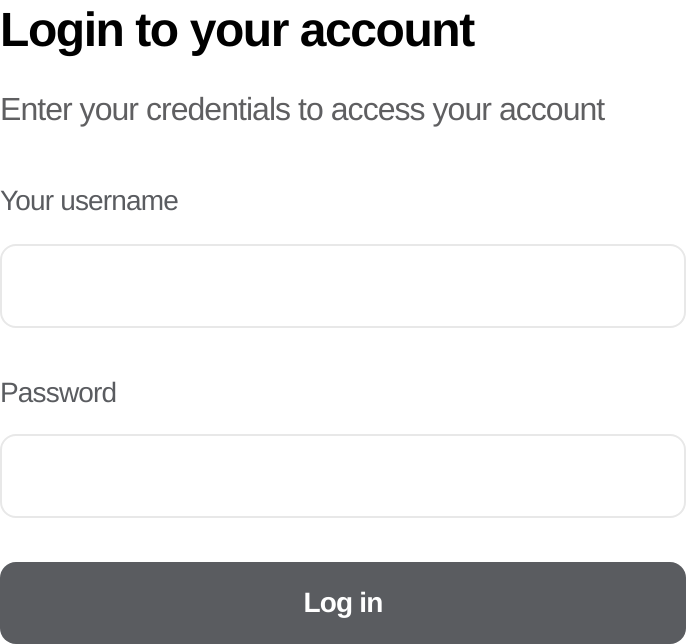 Login to your account
Enter your credentials to access your account
Your username
Password
Log in